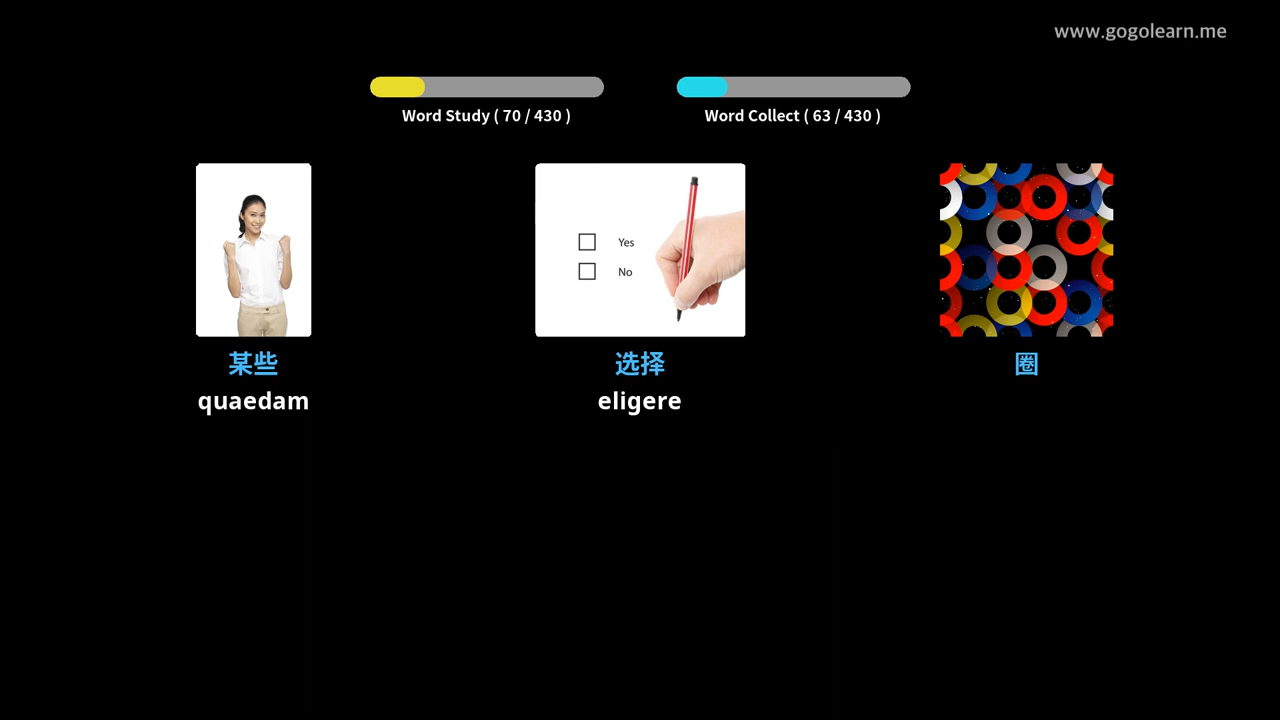 www.gogolearn.me
Word Study ( 70 / 430 )
Word Collect ( 63 / 430 )
Yes
No
某些
选择
圈
quaedam
eligere